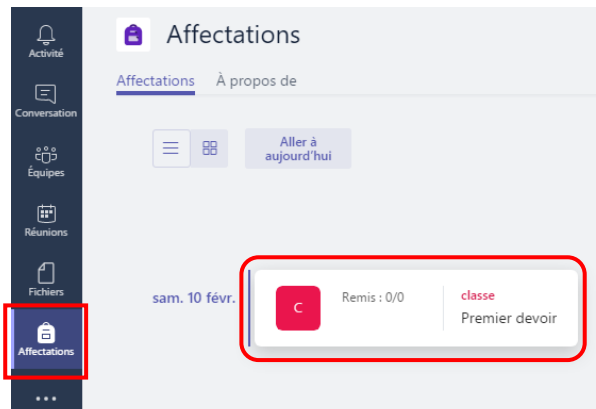 Activité
Conversation
Équipes
Réunions
Fichiers
Affectations
...
Affectations
Affectations À propos de
Aller à
aujourd'hui
sam. 10 févr.
C
Remis : 0/0
classe
Premier devoir